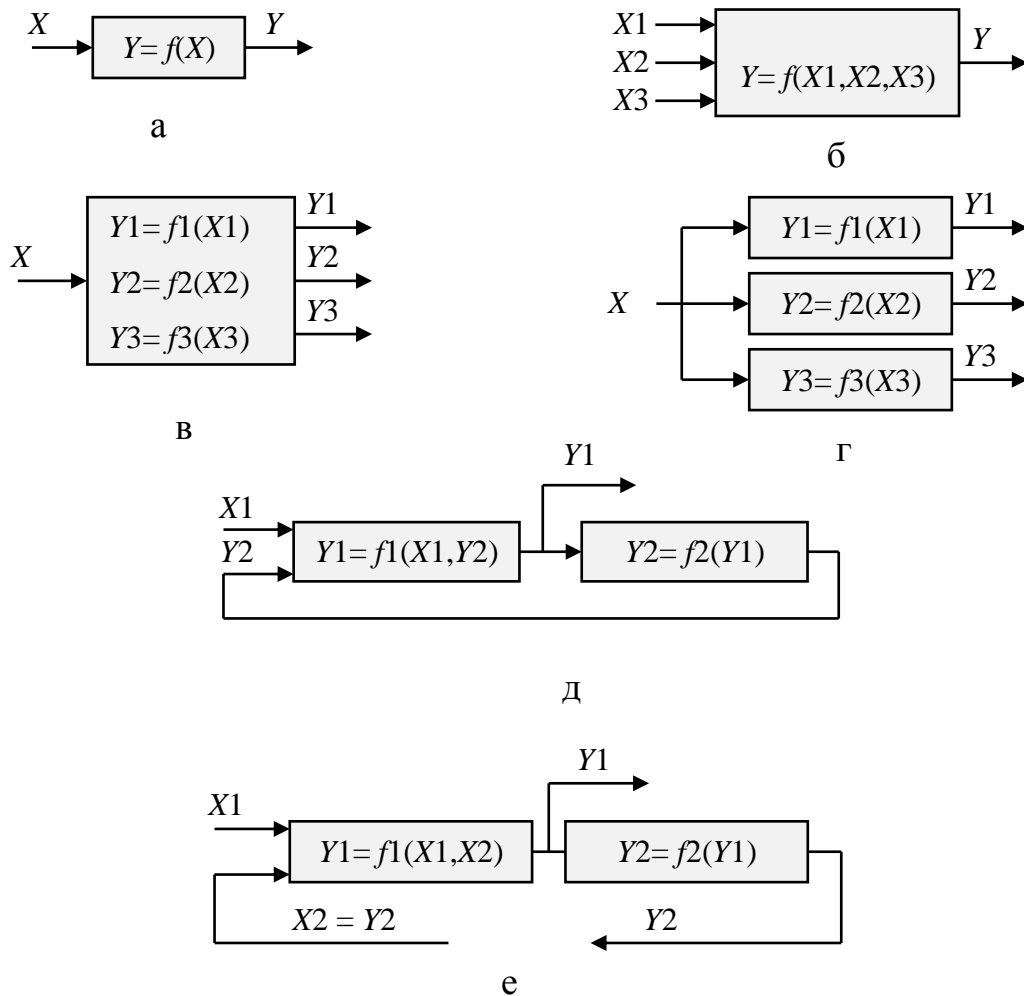 X
Y= f(X)
Y
а
X1
X2
X3
Y= f(X1,X2,X3)
Y
б
X
Y1= f1(X1)
Y2= f2(X2)
Y3= f3(X3)
Y1
Y2
Y3
в
X
Y1= f1(X1)
Y2= f2(X2)
Y3= f3(X3)
Y1
Y2
Y3
г
Y1
X1
Y2
Y1= f1(X1,Y2)
Y2= f2(Y1)
д
Y1
X1
Y1= f1(X1,X2)
Y2= f2(Y1)
X2 = Y2
Y2
е